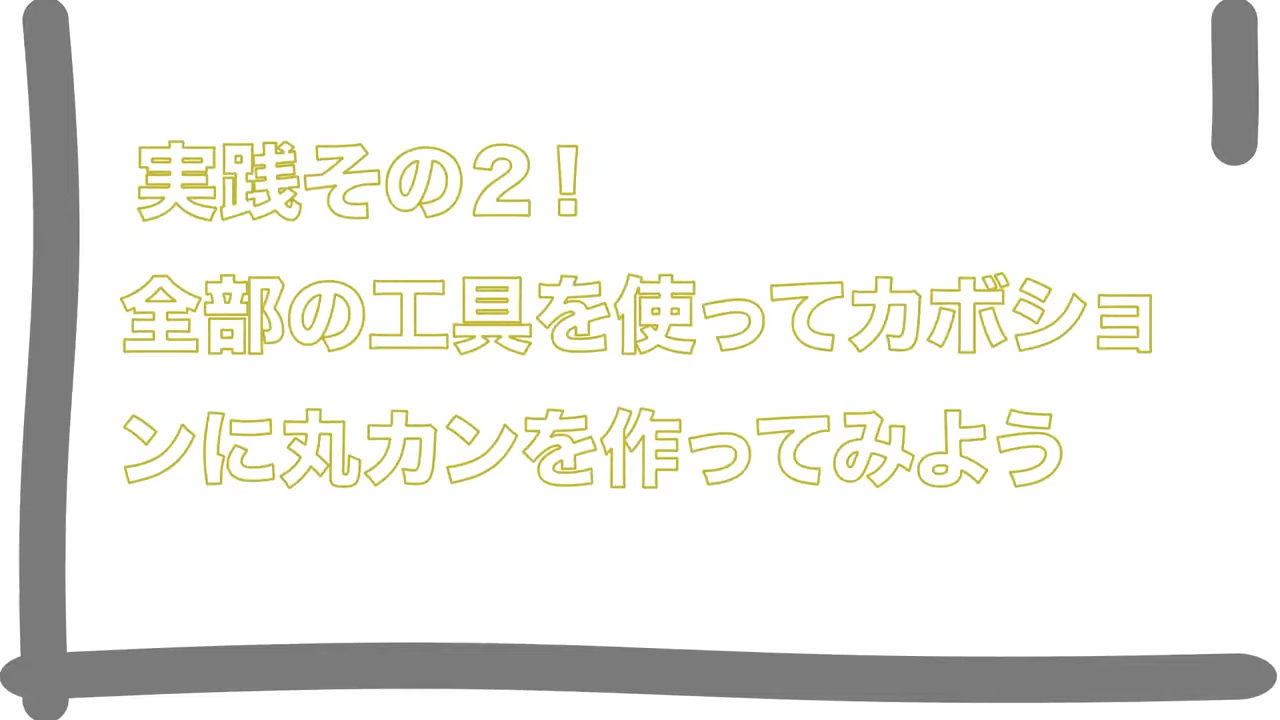 実践その２！
全部の工具を使ってカボショ
ンに丸カンを作ってみよう